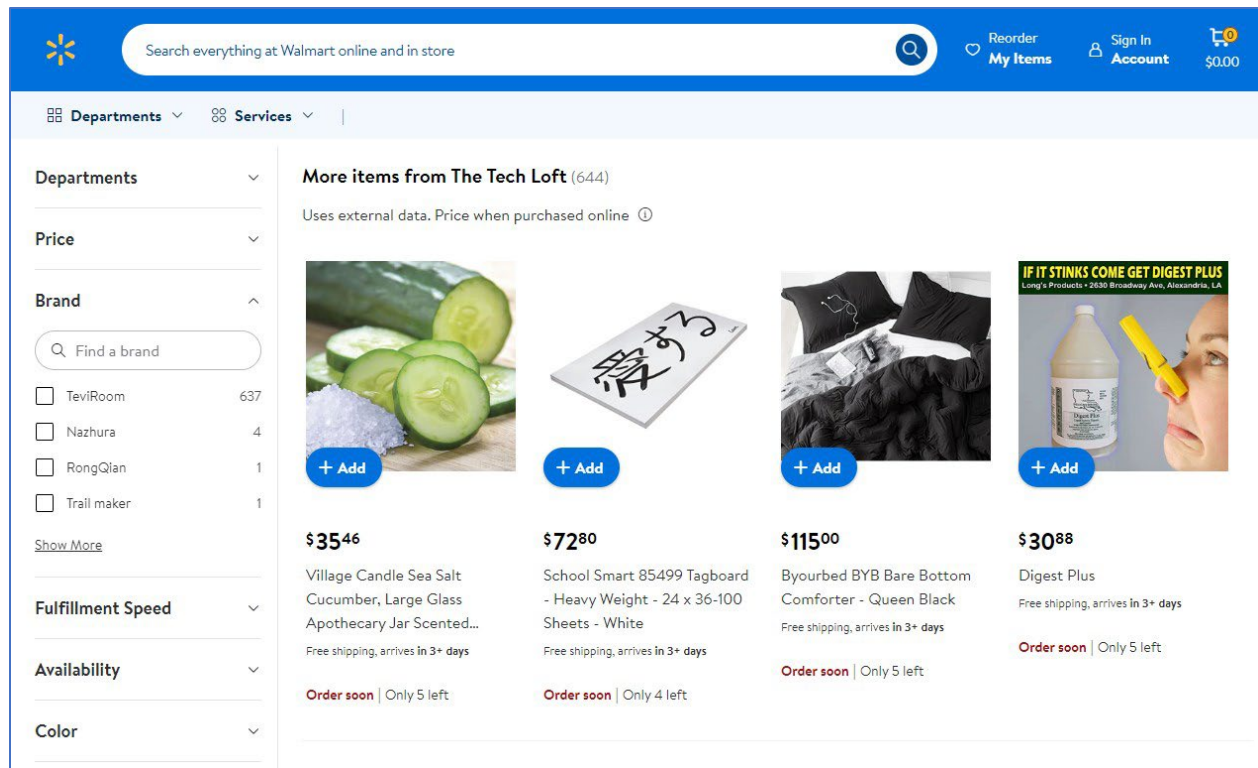 Search everything at Walmart online and in store
Reorder
My Items
Sign In
Account
0
$0.00
Departments
Services
Departments
Price
Brand
Find a brand
TeviRoom 637
Nazhura 4
RongQian 1
Trail maker 1
Show More
Fulfillment Speed
Availability
Color
More items from The Tech Loft (644)
Uses external data. Price when purchased online
+ Add
$3546
Village Candle Sea Salt
Cucumber, Large Glass
Apothecary Jar Scented...
Free shipping, arrives in 3+ days
Order soon | Only 5 left
愛する
+ Add
$7280
School Smart 85499 Tagboard
- Heavy Weight - 24 x 36-100
Sheets - White
Free shipping, arrives in 3+ days
Order soon | Only 4 left
+ Add
$11500
Byourbed BYB Bare Bottom
Comforter - Queen Black
Free shipping, arrives in 3+ days
Order soon | Only 5 left
IF IT STINKS COME GET DIGEST PLUS
Long's Products • 2630 Broadway Ave, Alexandria, LA
Digest Plus
+ Add
$3088
Digest Plus
Free shipping, arrives in 3+ days
Order soon | Only 5 left